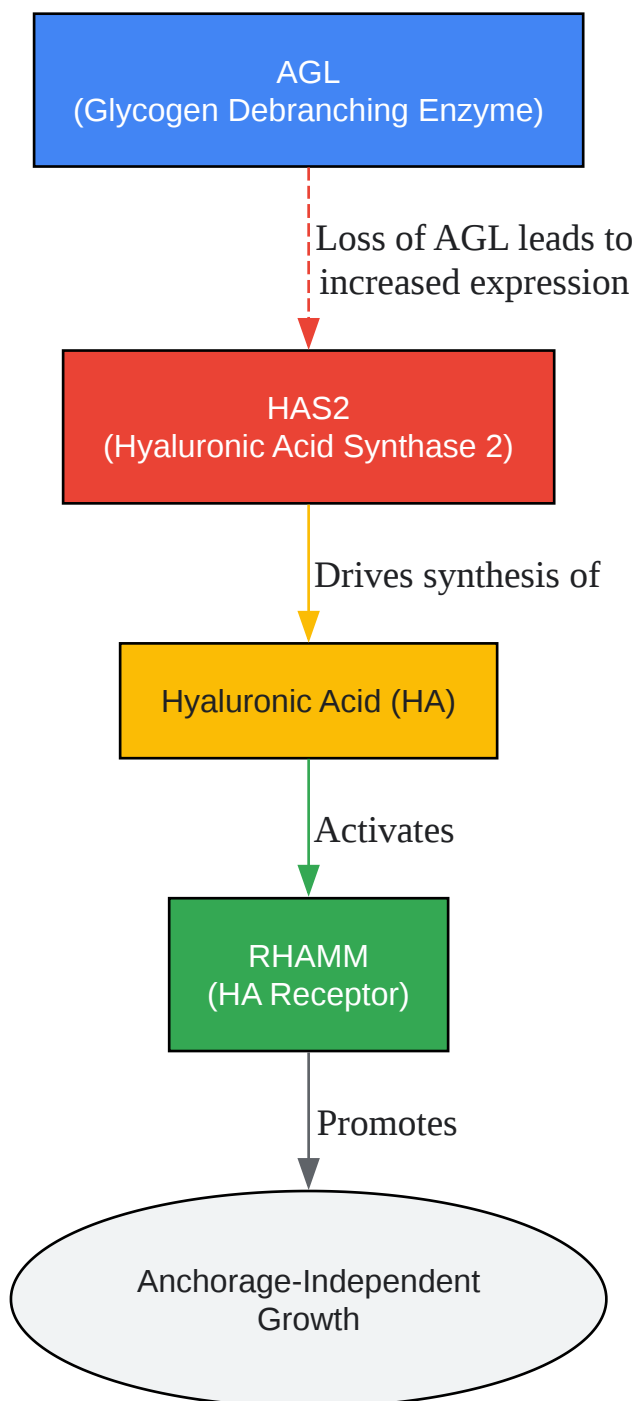 AGL
(Glycogen Debranching Enzyme)
Loss of AGL leads to
increased expression
HAS2
(Hyaluronic Acid Synthase 2)
Drives synthesis of
Hyaluronic Acid (HA)
Activates
RHAMM
(HA Receptor)
Promotes
Anchorage-Independent
Growth